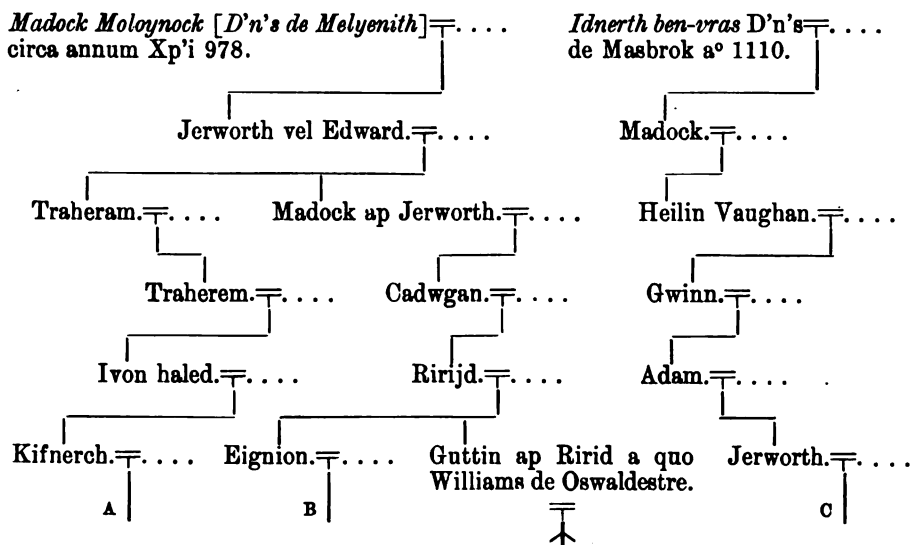 Madock Moloynock [D'n's de Melyenith]╤. . . .
circa annum Xp'i 978.
Idnerth ben-vras D'n's╤. . . .
de Masbrok aº 1110.
Jerworth vel Edward.╤. . . .
Madock.╤. . . .
Traheram.╤. . . .
Madock ap Jerworth.╤. . . .
Heilin Vaughan.╤. . . .
Traherem.╤. . . .
Cadwgan.╤. . . .
Gwinn.╤. . . .
Ivon haled.╤. . . .
Ririjd.╤. . . .
Adam.╤. . . .
Kifnerch.╤. . . .
Eignion.╤. . . .
Guttin ap Ririd a quo
Williams de Oswaldestre.
Jerworth.╤. . . .
A
B
C